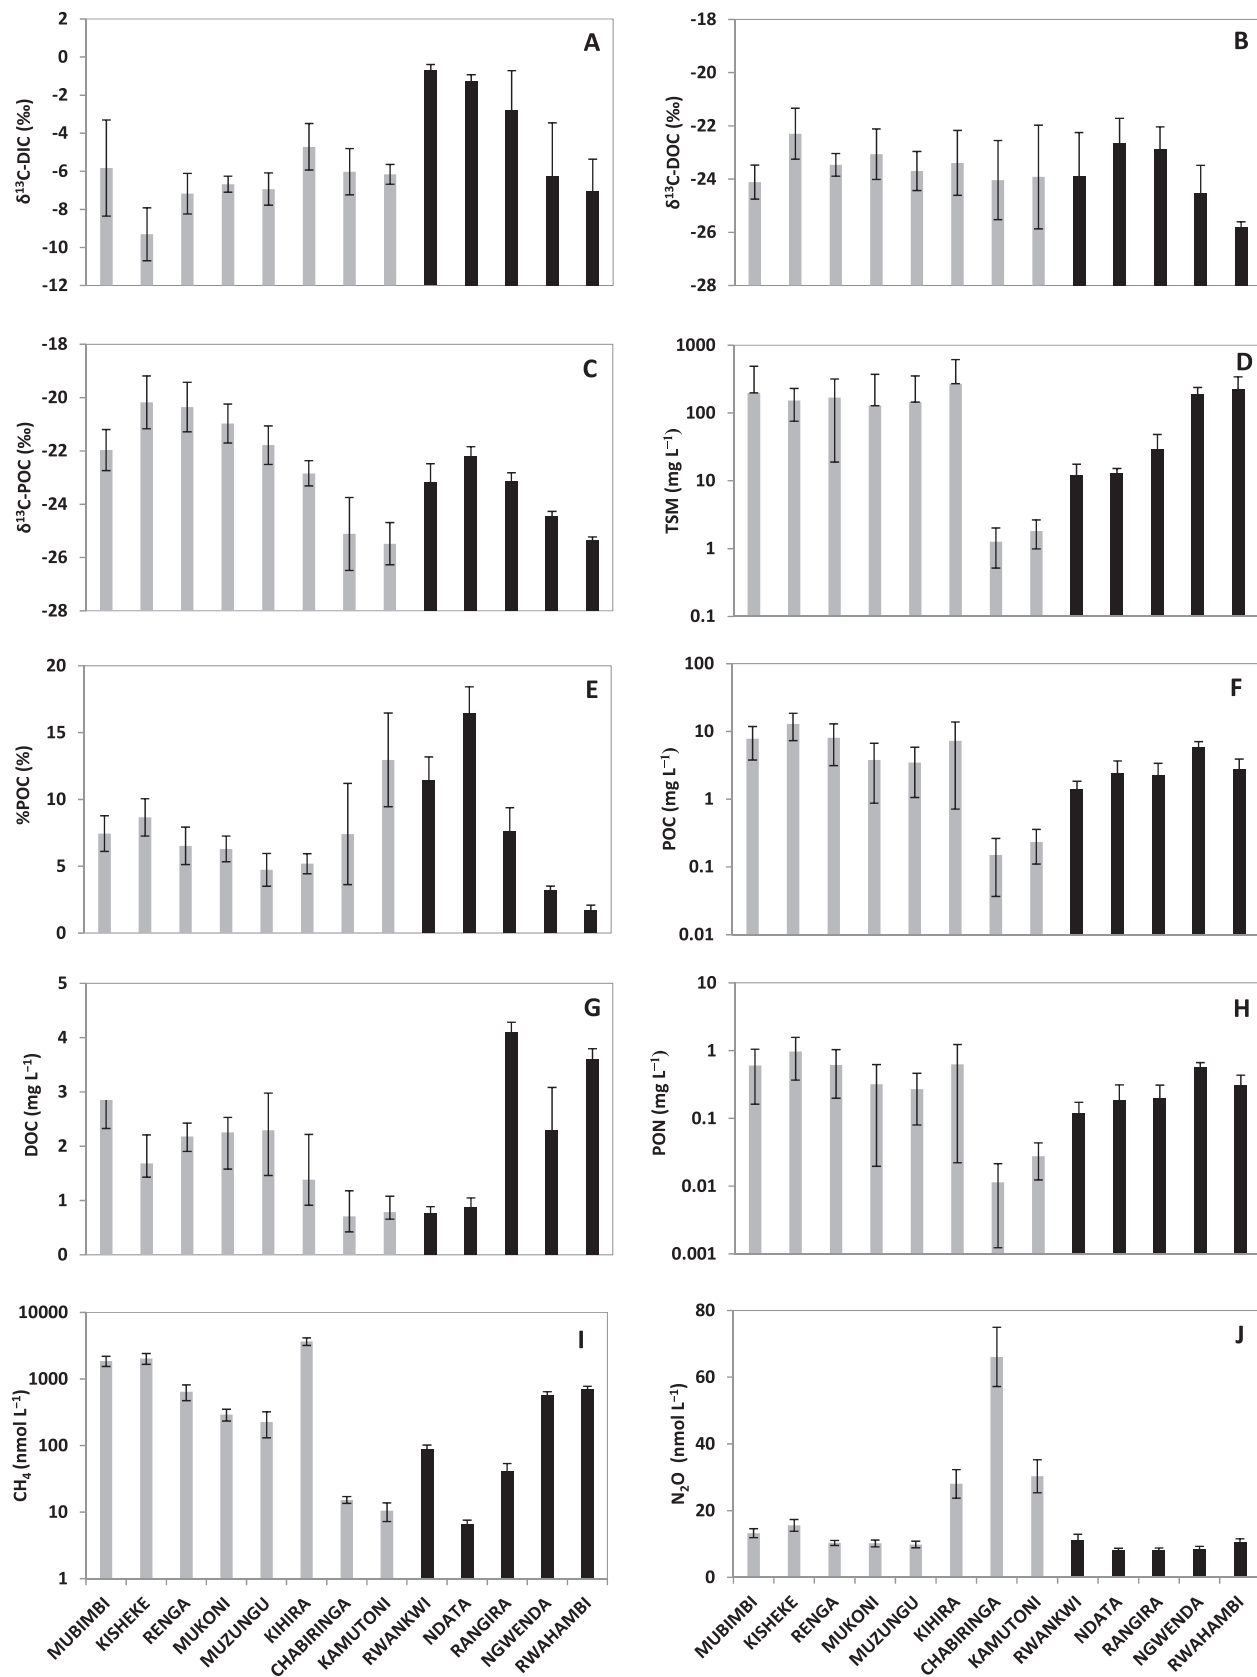 A
δ¹³C-DIC (‰)
2
0
-2
-4
-6
-8
-10
-12
B
δ¹³C-DOC (‰)
-18
-20
-22
-24
-26
-28
C
δ¹³C-POC (‰)
-18
-20
-22
-24
-26
-28
D
TSM (mg L⁻¹)
1000
100
10
1
0.1
E
%POC (%)
20
15
10
5
0
F
POC (mg L⁻¹)
100
10
1
0.1
0.01
G
DOC (mg L⁻¹)
5
4
3
2
1
0
H
PON (mg L⁻¹)
10
1
0.1
0.01
0.001
I
CH₄ (nmol L⁻¹)
10000
1000
100
10
1
MUBIMBI
KISHEKE
RENGA
MUKONI
MUZUNGU
KIHIRA
CHABIRINGA
KAMUTONI
RWANKWI
NDATA
RANGIRA
NGWENDA
RWAHAMBI
J
N₂O (nmol L⁻¹)
80
60
40
20
0
MUBIMBI
KISHEKE
RENGA
MUKONI
MUZUNGU
KIHIRA
CHABIRINGA
KAMUTONI
RWANKWI
NDATA
RANGIRA
NGWENDA
RWAHAMBI